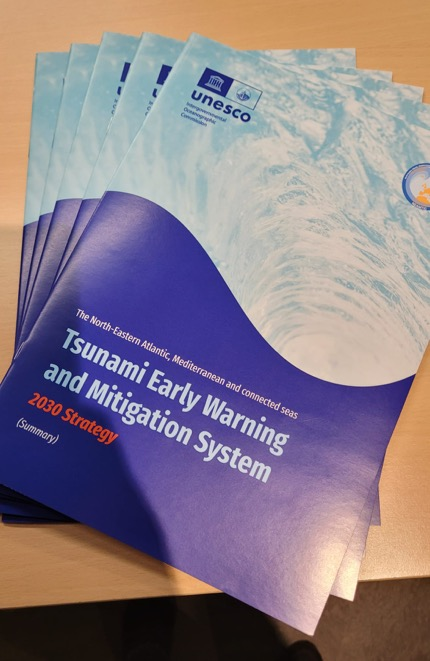 unesco
Intergovernmental
Oceanographic
Commission
The North-Eastern Atlantic, Mediterranean and connected seas
Tsunami Early Warning
and Mitigation System
2030 Strategy
(Summary)